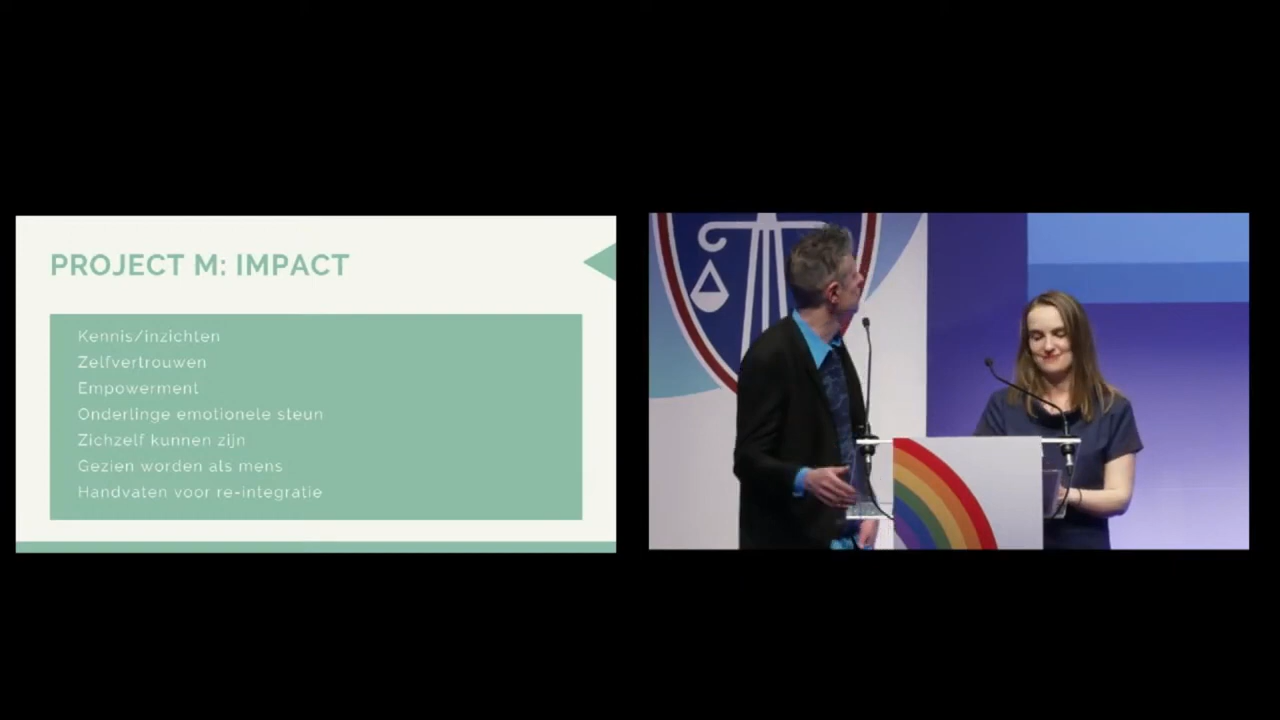 PROJECT M: IMPACT
Kennis/inzichten
Zelfvertrouwen
Empowerment
Onderlinge emotionele steun
Zichzelf kunnen zijn
Gezien worden als mens
Handvaten voor re-integratie